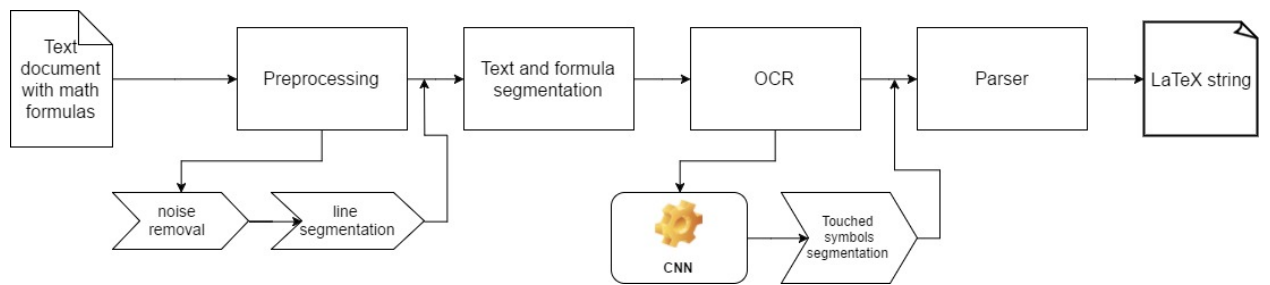 Text
document
with math
formulas
Preprocessing
Text and formula
segmentation
OCR
Parser
LaTeX string
noise
removal
line
segmentation
CNN
Touched
symbols
segmentation